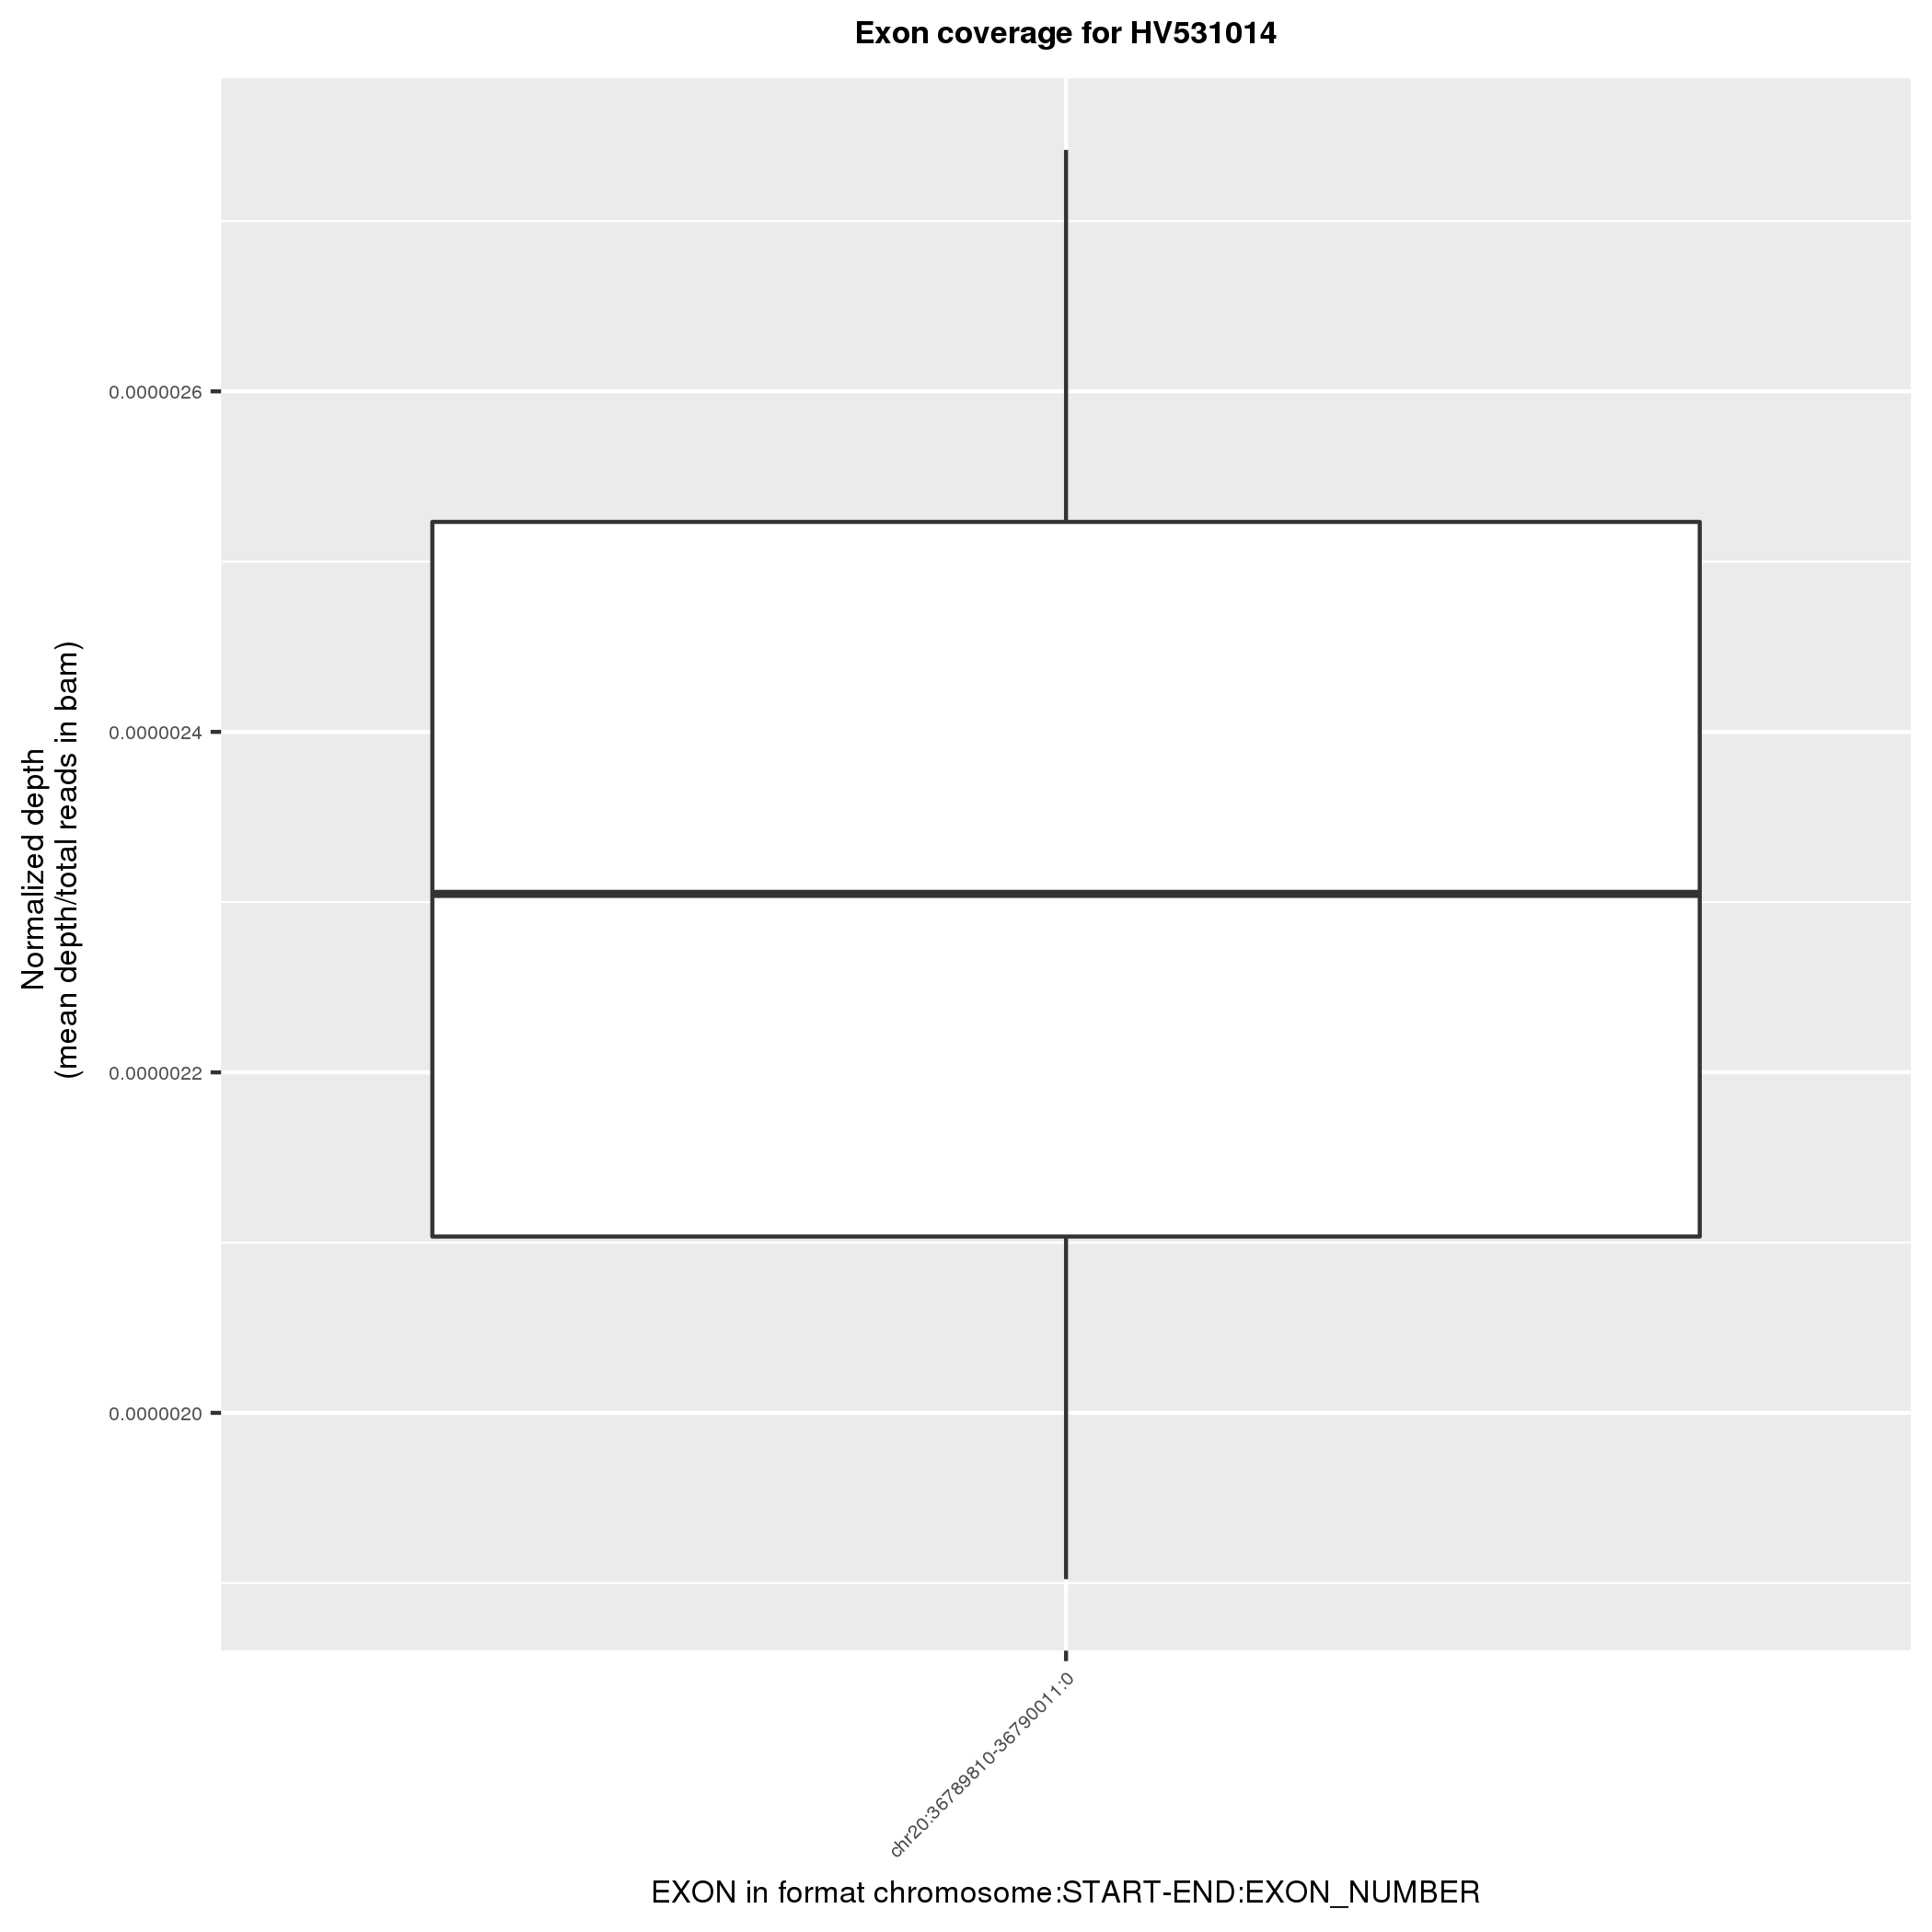 Exon coverage for HV531014
Normalized depth
(mean depth/total reads in bam)
0.0000026
0.0000024
0.0000022
0.0000020
chr20:36789810-36790011:0
EXON in format chromosome:START-END:EXON_NUMBER